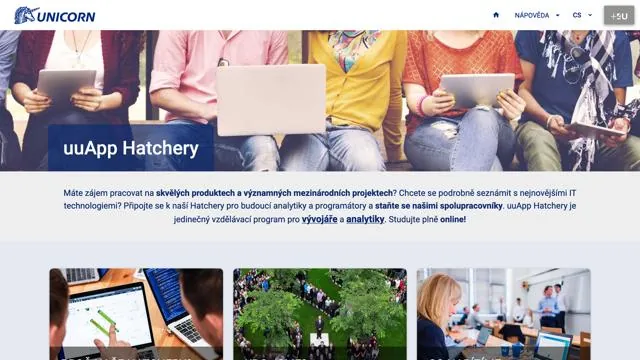 UNICORN
NÁPOVĚDA
CS
+5U
uuApp Hatchery
Máte zájem pracovat na skvělých produktech a významných mezinárodních projektech? Chcete se podrobně seznámit s nejnovějšími IT
technologiemi? Připojte se k naší Hatchery pro budoucí analytiky a programátory a staňte se našimi spolupracovníky. uuApp Hatchery je
jedinečný vzdělávací program pro vývojáře a analytiky. Studujte plně online!